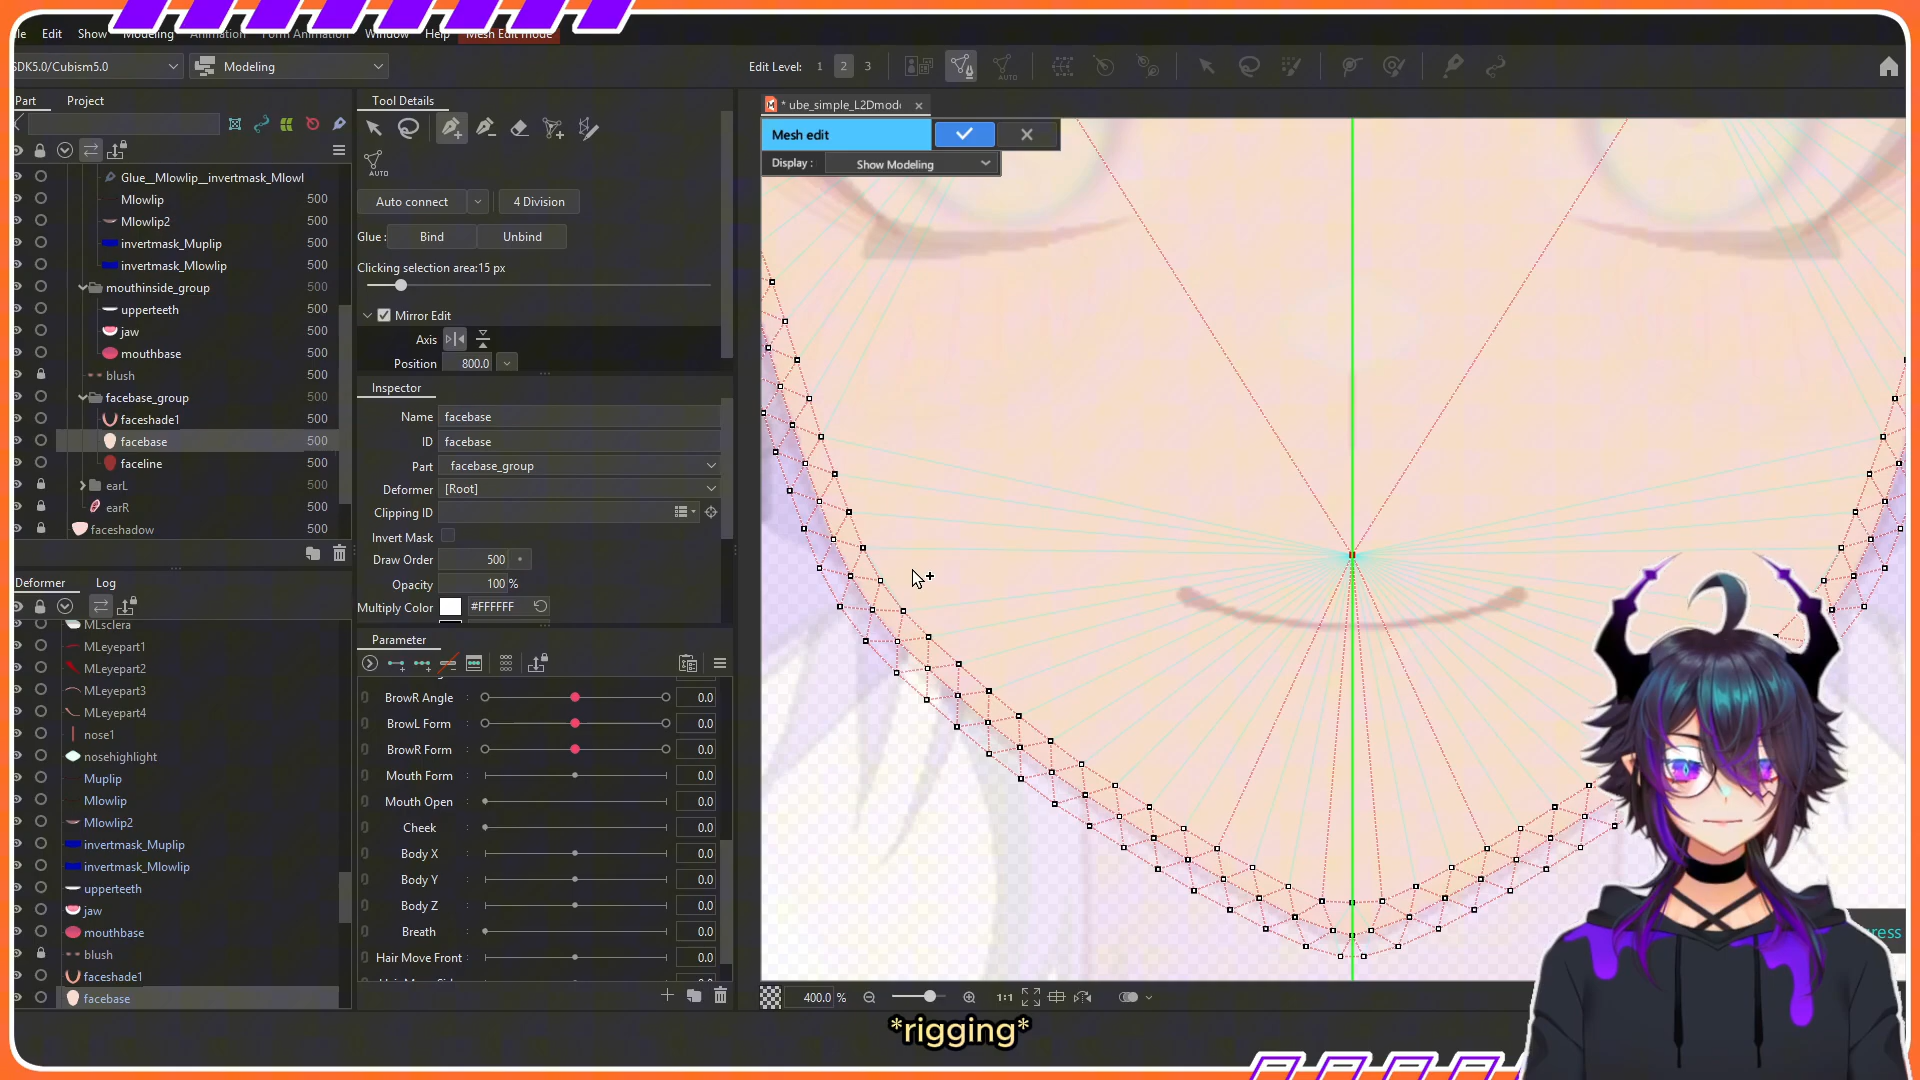 Edit Show Modeling Animation Form Animation Window Help Mesh Edit mode
SDK5.0/Cubism5.0
Modeling
Edit Level: 1 2 3
AUTO
Part Project
Glue__Mlowlip__invertmask_Mlowl
Mlowlip 500
Mlowlip2 500
invertmask_Muplip 500
invertmask_Mlowlip 500
mouthinside_group 500
upperteeth 500
jaw 500
mouthbase 500
blush 500
facebase_group 500
faceshade1 500
facebase 500
faceline 500
earL 500
earR 500
faceshadow 500
Deformer Log
MLsclera
MLeyepart1
MLeyepart2
MLeyepart3
MLeyepart4
nose1
nosehighlight
Muplip
Mlowlip
Mlowlip2
invertmask_Muplip
invertmask_Mlowlip
upperteeth
jaw
mouthbase
blush
faceshade1
facebase
Tool Details
AUTO
Auto connect
4 Division
Glue : Bind Unbind
Clicking selection area:15 px
Mirror Edit
Axis
Position 800.0
Inspector
Name facebase
ID facebase
Part facebase_group
Deformer [Root]
Clipping ID
Invert Mask
Draw Order 500
Opacity 100 %
Multiply Color #FFFFFF
Parameter
BrowR Angle : 0.0
BrowL Form : 0.0
BrowR Form : 0.0
Mouth Form : 0.0
Mouth Open : 0.0
Cheek : 0.0
Body X : 0.0
Body Y : 0.0
Body Z : 0.0
Breath : 0.0
Hair Move Front : 0.0
* ube_simple_L2Dmod
Mesh edit
Display : Show Modeling
400.0 %
1:1
ress
*rigging*